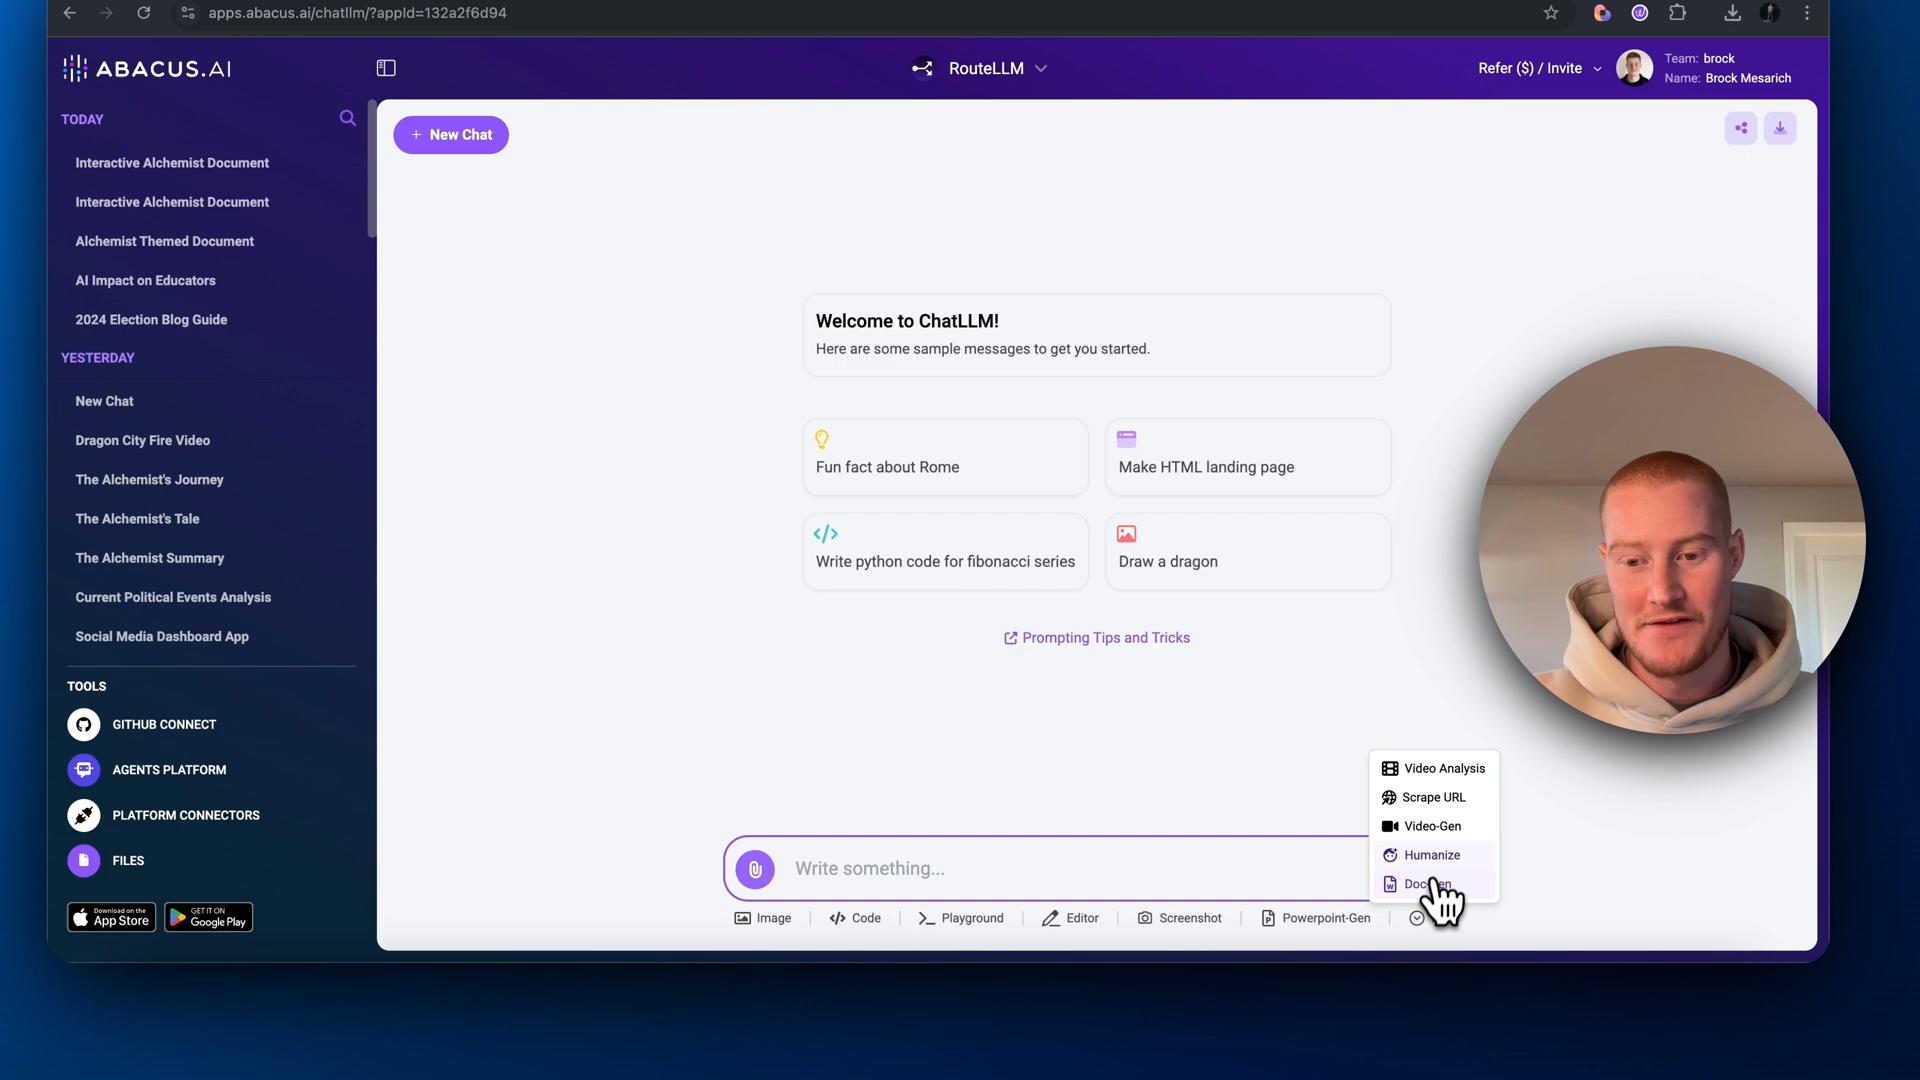 apps.abacus.ai/chatllm/?appId=132a2f6d94
ABACUS.AI
RouteLLM
Refer ($) / Invite
Team: brock
Name: Brock Mesarich
TODAY
Interactive Alchemist Document
Interactive Alchemist Document
Alchemist Themed Document
AI Impact on Educators
2024 Election Blog Guide
YESTERDAY
New Chat
Dragon City Fire Video
The Alchemist's Journey
The Alchemist's Tale
The Alchemist Summary
Current Political Events Analysis
Social Media Dashboard App
TOOLS
GITHUB CONNECT
AGENTS PLATFORM
PLATFORM CONNECTORS
FILES
Download on the
App Store
GET IT ON
Google Play
+ New Chat
Welcome to ChatLLM!
Here are some sample messages to get you started.
Fun fact about Rome
Make HTML landing page
Write python code for fibonacci series
Draw a dragon
Prompting Tips and Tricks
Video Analysis
Scrape URL
Video-Gen
Humanize
Write something...
Image
Code
Playground
Editor
Screenshot
Powerpoint-Gen